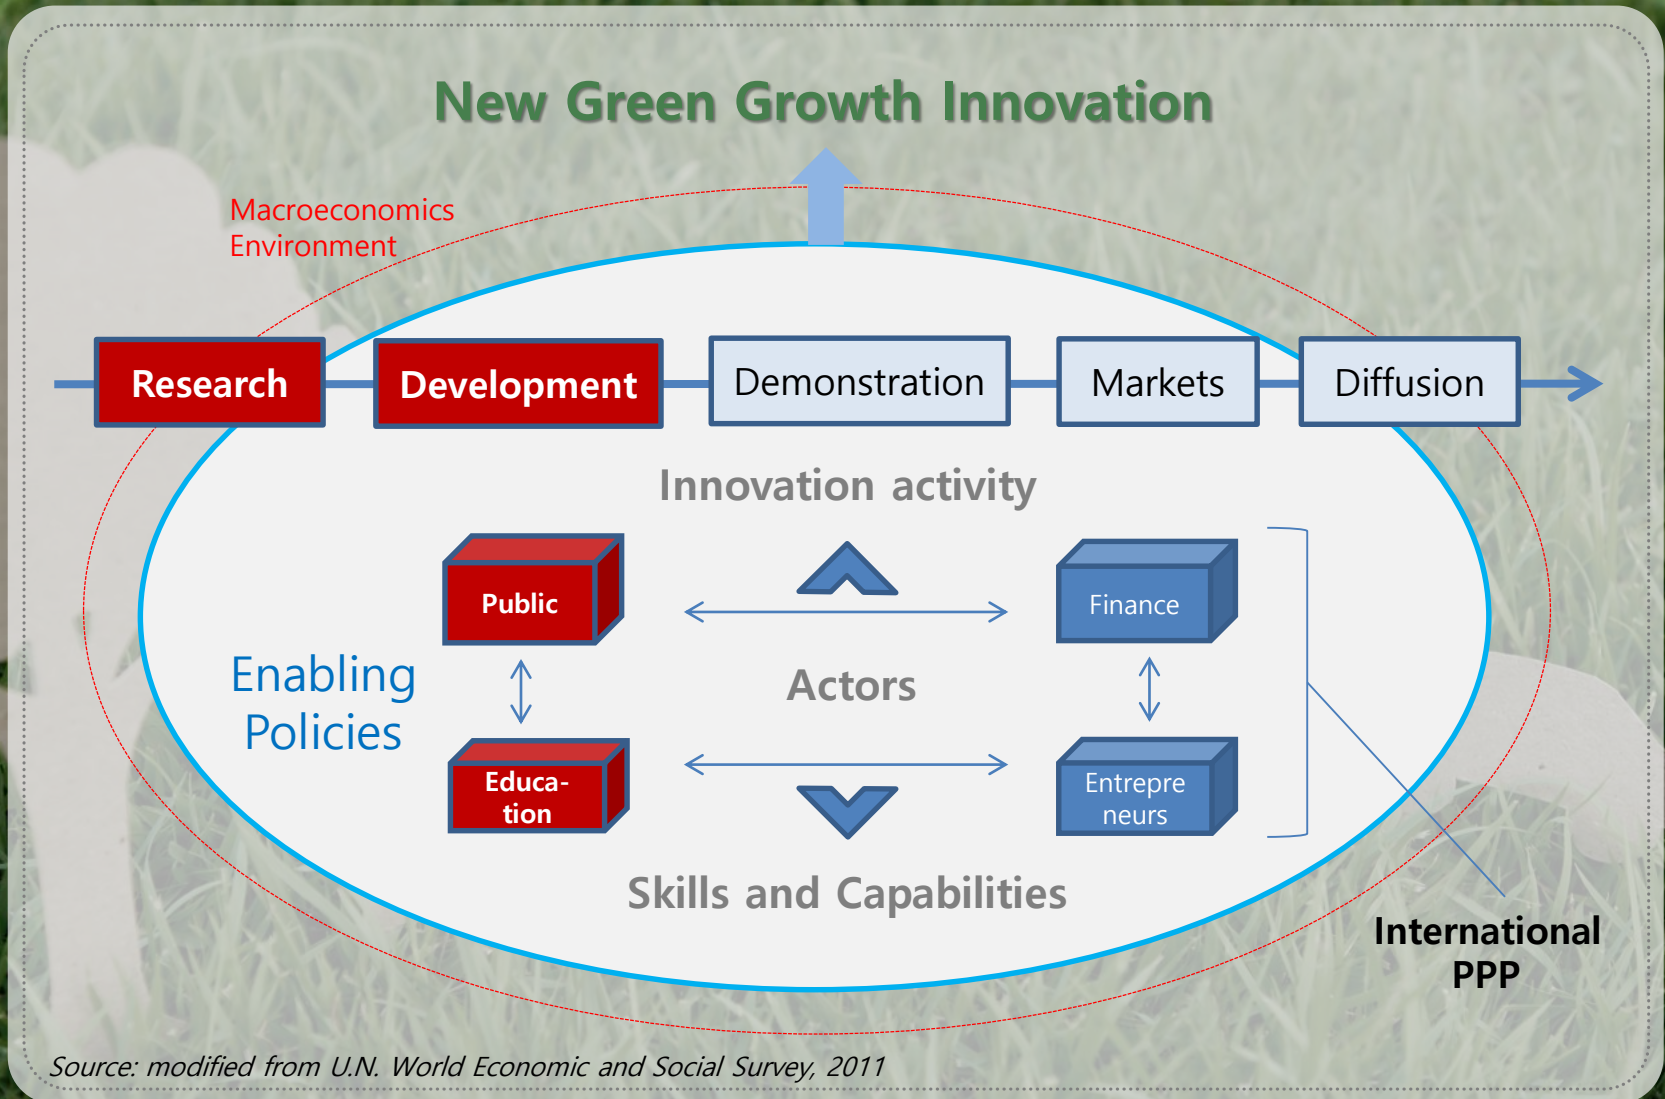 New Green Growth Innovation
Macroeconomics
Environment
Research
Development
Demonstration
Markets
Diffusion
Innovation activity
Public
Finance
Enabling
Policies
Actors
Educa-
tion
Entrepre
neurs
Skills and Capabilities
International
PPP
Source: modified from U.N. World Economic and Social Survey, 2011